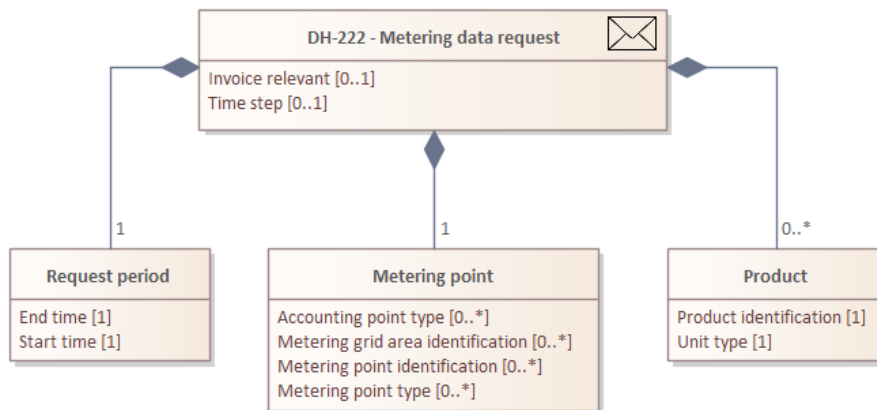 DH-222 - Metering data request
Invoice relevant [0..1]
Time step [0..1]
1
1
0..*
Request period
End time [1]
Start time [1]
Metering point
Accounting point type [0..*]
Metering grid area identification [0..*]
Metering point identification [0..*]
Metering point type [0..*]
Product
Product identification [1]
Unit type [1]